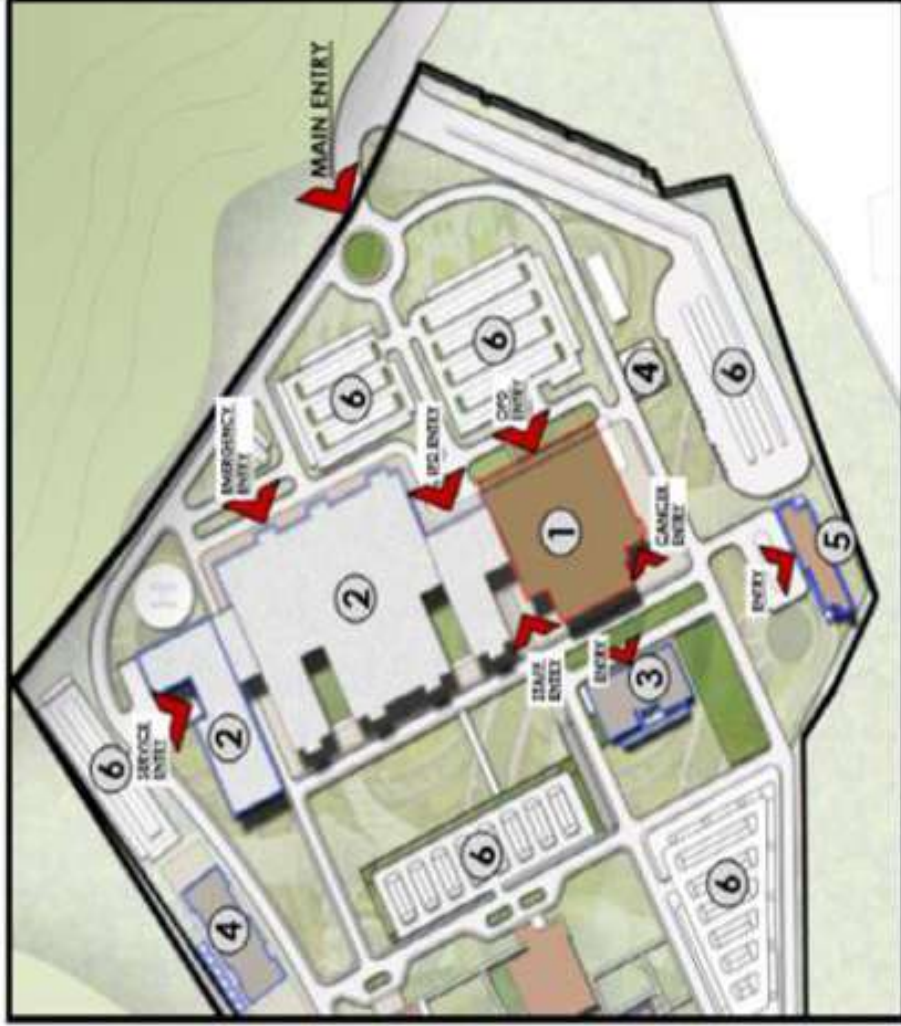 MAIN ENTRY
EMERGENCY
ENTRY
IPD ENTRY
OPD
ENTRY
6
6
4
6
SERVICE
ENTRY
6
2
2
1
CANCER
ENTRY
STAFF
ENTRY
ENTRY
3
ENTRY
5
4
6
6